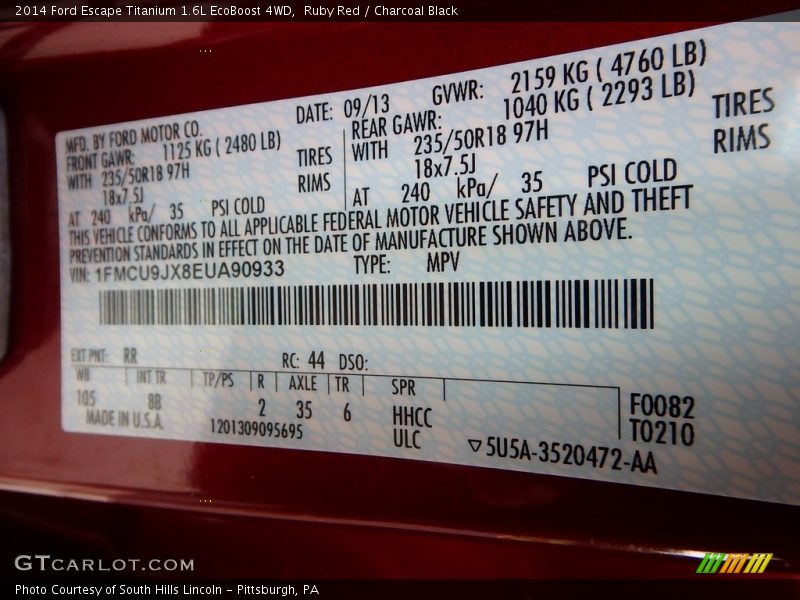 2014 Ford Escape Titanium 1.6L EcoBoost 4WD,  Ruby Red / Charcoal Black
MFD. BY FORD MOTOR CO.
DATE: 09/13
GVWR: 2159 KG ( 4760 LB)
FRONT GAWR: 1125 KG ( 2480 LB)
REAR GAWR: 1040 KG ( 2293 LB)
WITH 235/50R18 97H TIRES
WITH 235/50R18 97H TIRES
18x7.5J RIMS
18x7.5J RIMS
AT 240 kPa/ 35 PSI COLD
AT 240 kPa/ 35 PSI COLD
THIS VEHICLE CONFORMS TO ALL APPLICABLE FEDERAL MOTOR VEHICLE SAFETY AND THEFT
PREVENTION STANDARDS IN EFFECT ON THE DATE OF MANUFACTURE SHOWN ABOVE.
VIN: 1FMCU9JX8EUA90933 TYPE: MPV
EXT PNT: RR RC: 44 DSO:
WB INT TR TP/PS R AXLE TR SPR
105 8B 2 35 6 HHCC
F0082
MADE IN U.S.A. 1201309095695 ULC
T0210
5U5A-3520472-AA
GTCARLOT.COM
Photo Courtesy of South Hills Lincoln - Pittsburgh, PA